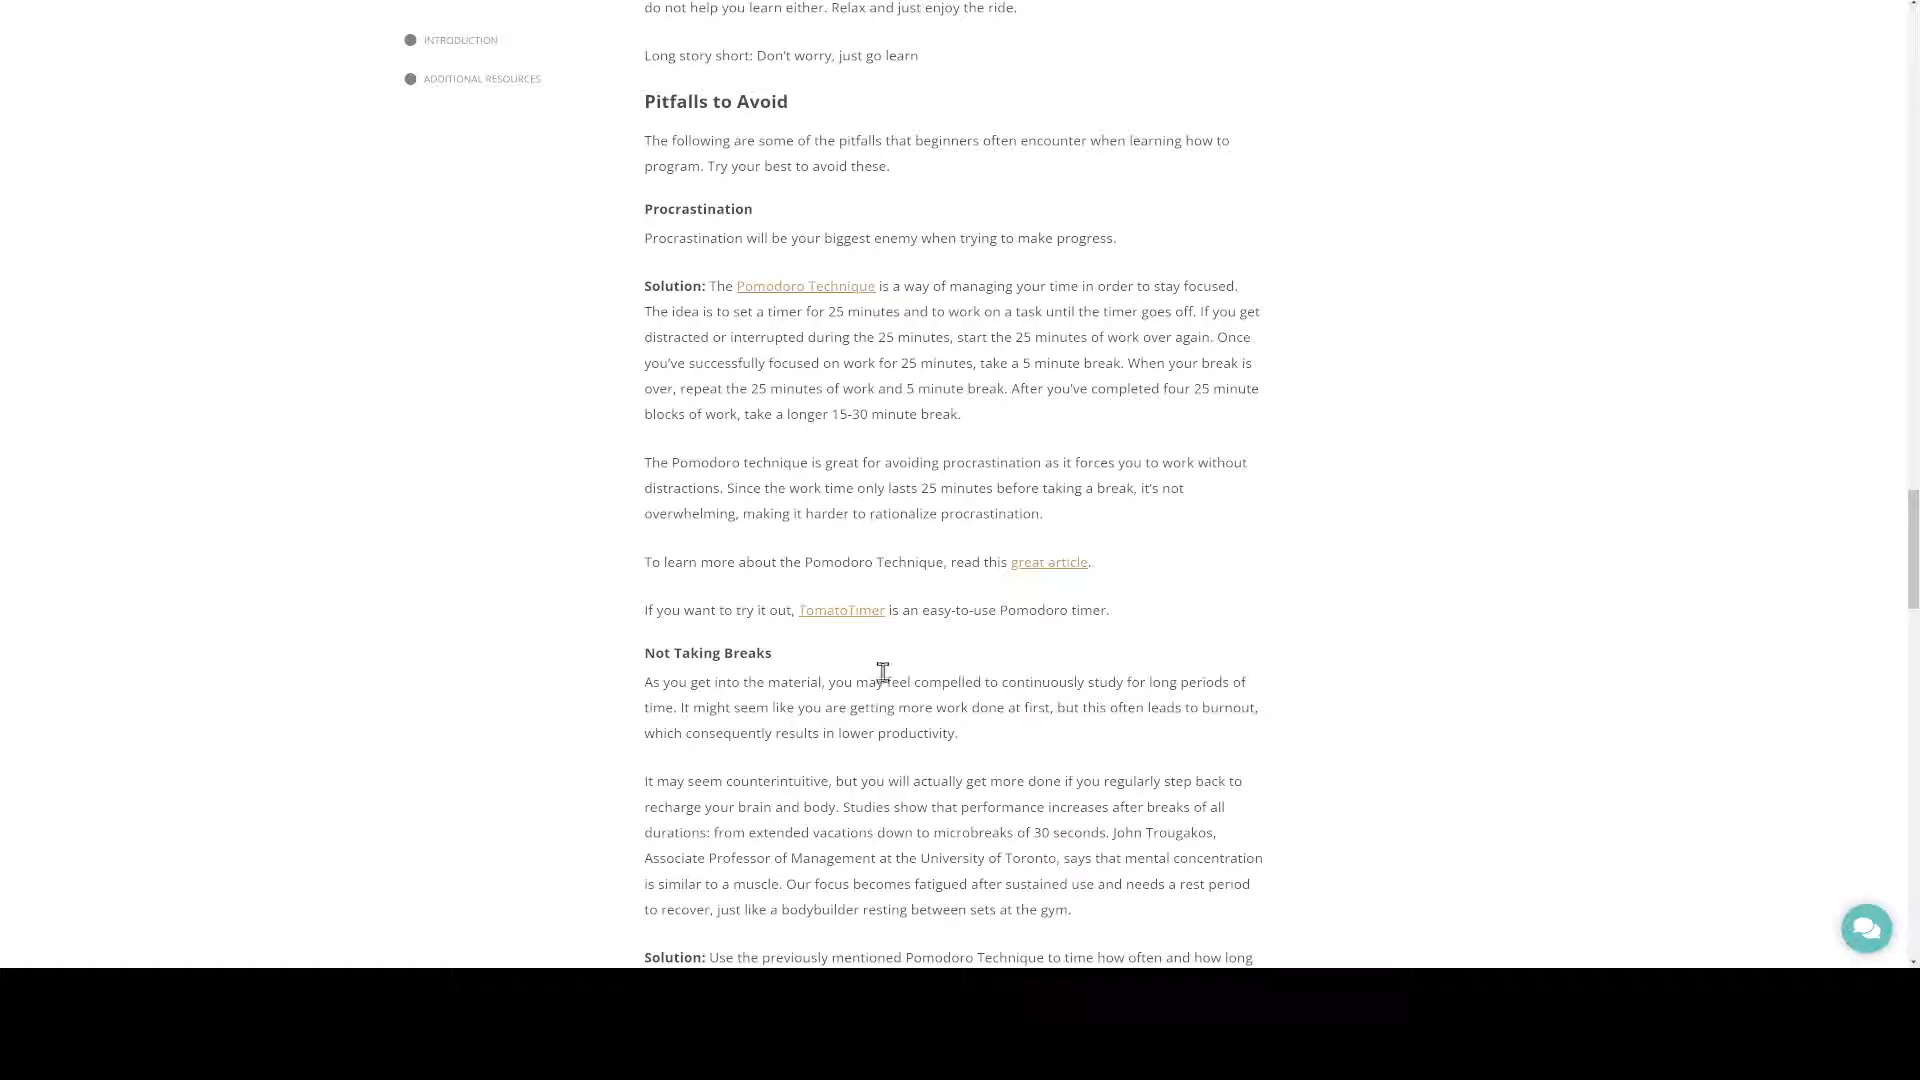 do not help you learn either. Relax and just enjoy the ride.
INTRODUCTION
Long story short: Don't worry, just go learn
ADDITIONAL RESOURCES
Pitfalls to Avoid
The following are some of the pitfalls that beginners often encounter when learning how to
program. Try your best to avoid these.
Procrastination
Procrastination will be your biggest enemy when trying to make progress.
Solution: The Pomodoro Technique is a way of managing your time in order to stay focused.
The idea is to set a timer for 25 minutes and to work on a task until the timer goes off. If you get
distracted or interrupted during the 25 minutes, start the 25 minutes of work over again. Once
you've successfully focused on work for 25 minutes, take a 5 minute break. When your break is
over, repeat the 25 minutes of work and 5 minute break. After you've completed four 25 minute
blocks of work, take a longer 15-30 minute break.
The Pomodoro technique is great for avoiding procrastination as it forces you to work without
distractions. Since the work time only lasts 25 minutes before taking a break, it's not
overwhelming, making it harder to rationalize procrastination.
To learn more about the Pomodoro Technique, read this great article.
If you want to try it out, TomatoTimer is an easy-to-use Pomodoro timer.
Not Taking Breaks
As you get into the material, you may feel compelled to continuously study for long periods of
time. It might seem like you are getting more work done at first, but this often leads to burnout,
which consequently results in lower productivity.
It may seem counterintuitive, but you will actually get more done if you regularly step back to
recharge your brain and body. Studies show that performance increases after breaks of all
durations: from extended vacations down to microbreaks of 30 seconds. John Trougakos,
Associate Professor of Management at the University of Toronto, says that mental concentration
is similar to a muscle. Our focus becomes fatigued after sustained use and needs a rest period
to recover, just like a bodybuilder resting between sets at the gym.
Solution: Use the previously mentioned Pomodoro Technique to time how often and how long